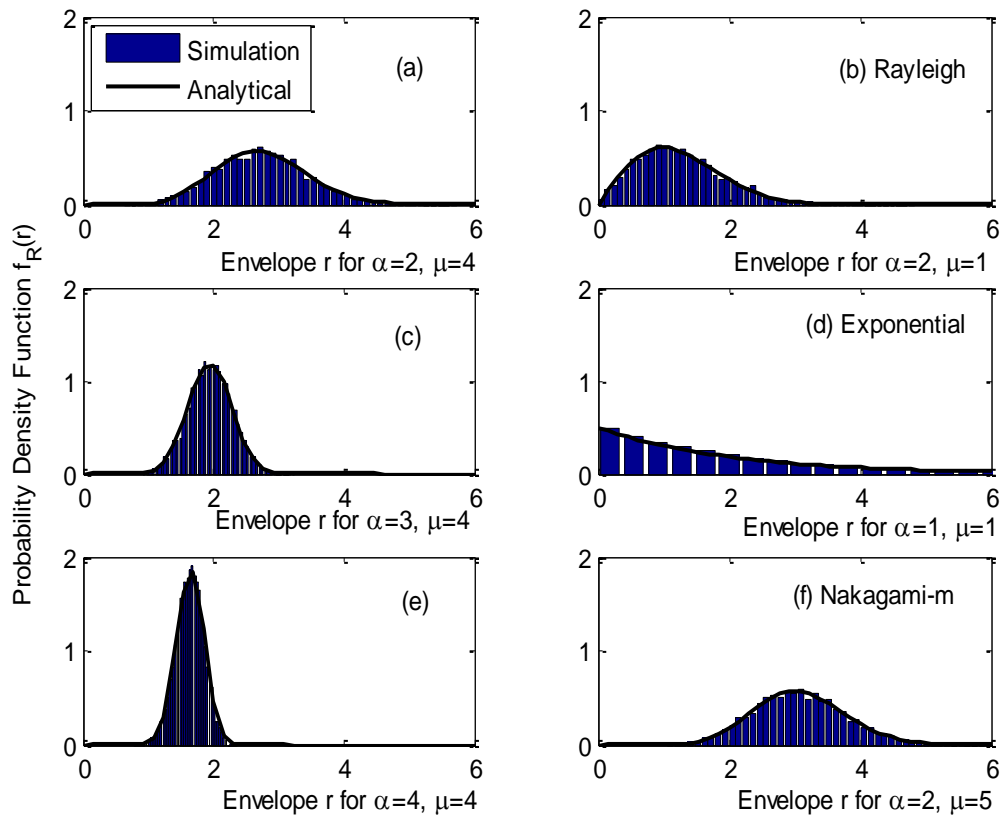 Probability Density Function f_R(r)
2
1
0
Simulation
Analytical
(a)
0 2 4 6
Envelope r for α=2, μ=4
2
1
0
(b) Rayleigh
0 2 4 6
Envelope r for α=2, μ=1
2
1
0
(c)
0 2 4 6
Envelope r for α=3, μ=4
2
1
0
(d) Exponential
0 2 4 6
Envelope r for α=1, μ=1
2
1
0
(e)
0 2 4 6
Envelope r for α=4, μ=4
2
1
0
(f) Nakagami-m
0 2 4 6
Envelope r for α=2, μ=5